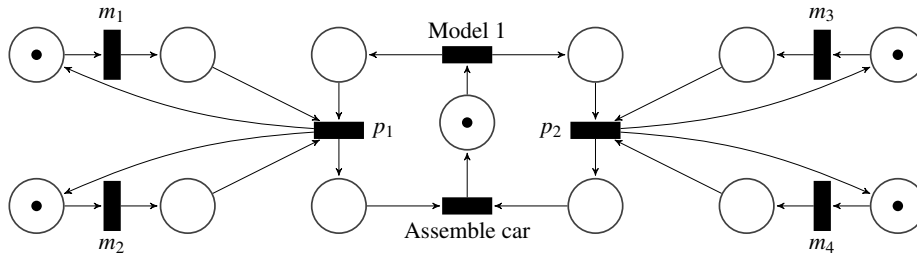 m₁
Model 1
m₃
p₁
p₂
m₂
Assemble car
m₄